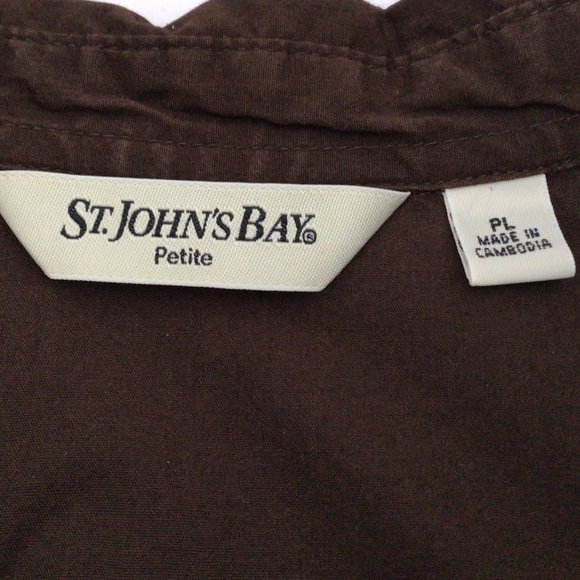 ST. JOHN'S BAY®
Petite
PL
MADE IN
CAMBODIA